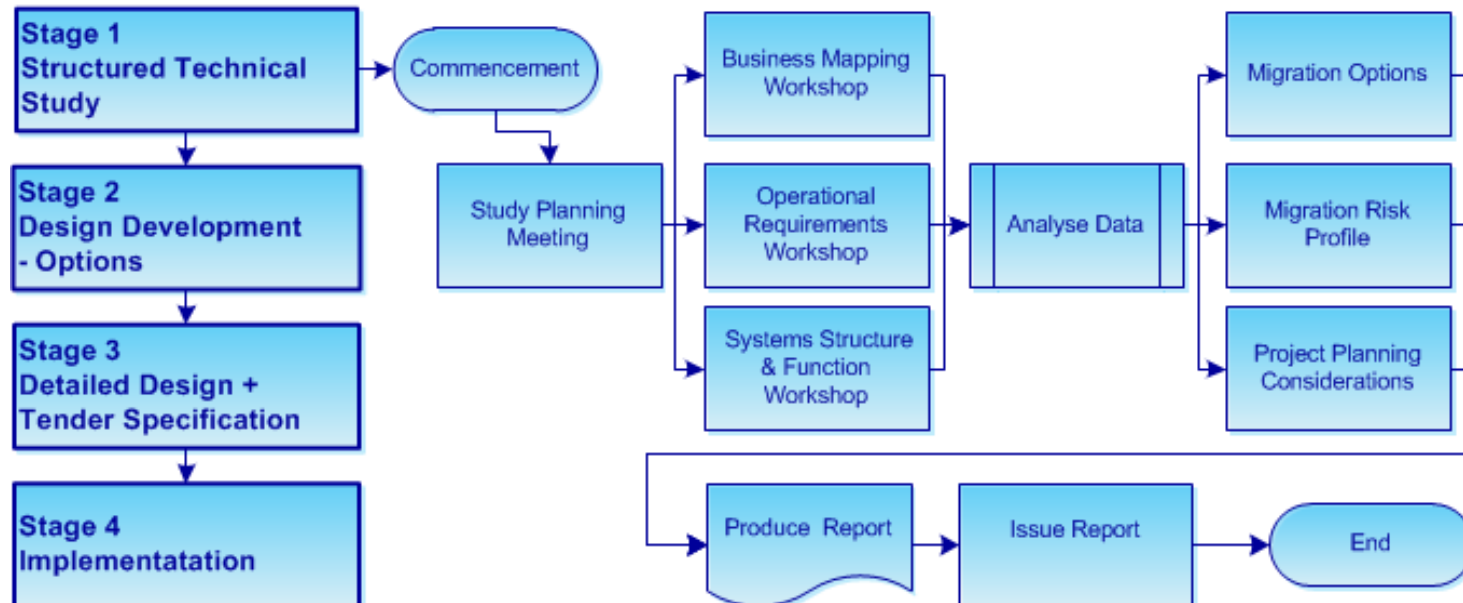 Stage 1
Structured Technical
Study
Commencement
Business Mapping
Workshop
Migration Options
Stage 2
Design Development
- Options
Study Planning
Meeting
Operational
Requirements
Workshop
Analyse Data
Migration Risk
Profile
Stage 3
Detailed Design +
Tender Specification
Systems Structure
& Function
Workshop
Project Planning
Considerations
Stage 4
Implementatation
Produce Report
Issue Report
End